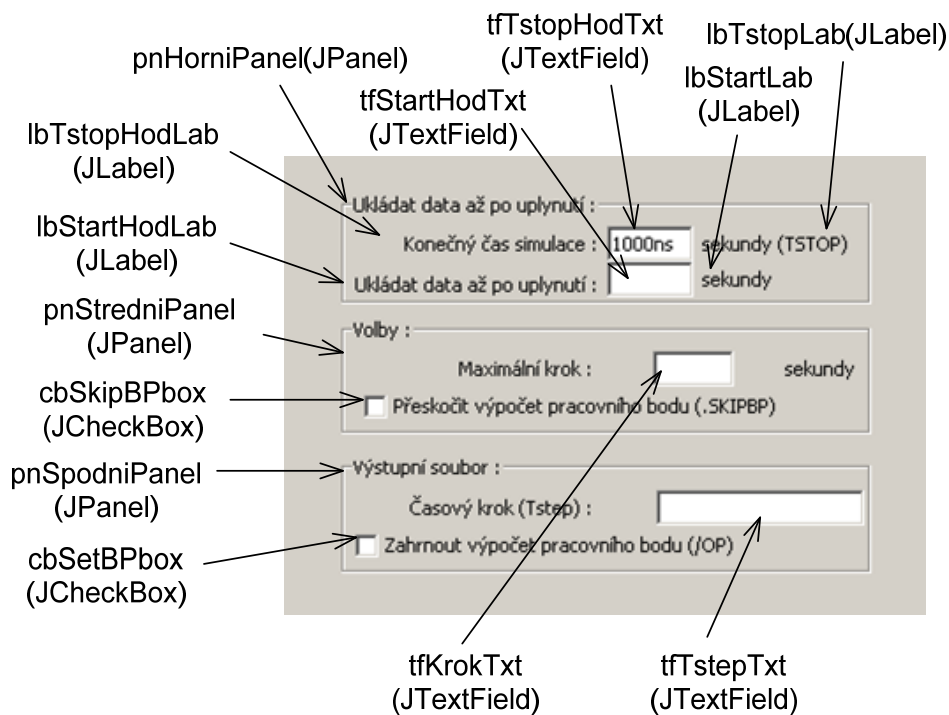 tfTstopHodTxt
(JTextField)
lbTstopLab(JLabel)
pnHorniPanel(JPanel)
lbStartLab
(JLabel)
tfStartHodTxt
(JTextField)
lbTstopHodLab
(JLabel)
lbStartHodLab
(JLabel)
pnStredniPanel
(JPanel)
cbSkipBPbox
(JCheckBox)
pnSpodniPanel
(JPanel)
cbSetBPbox
(JCheckBox)
Ukládat data až po uplynutí :
Konečný čas simulace : 1000ns sekundy (TSTOP)
Ukládat data až po uplynutí : sekundy
Volby :
Maximální krok : sekundy
Přeskočit výpočet pracovního bodu (.SKIPBP)
Výstupní soubor :
Časový krok (Tstep) :
Zahrnout výpočet pracovního bodu (/OP)
tfKrokTxt
(JTextField)
tfTstepTxt
(JTextField)